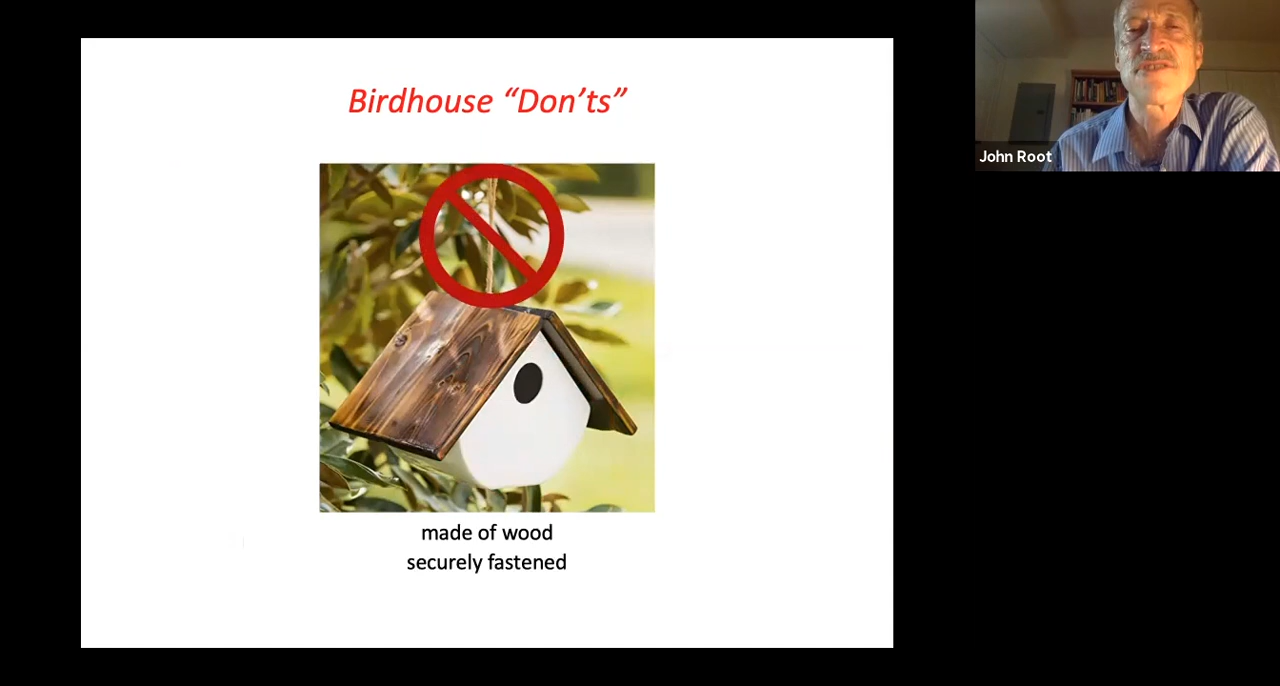 Birdhouse “Don’ts”
John Root
made of wood
securely fastened